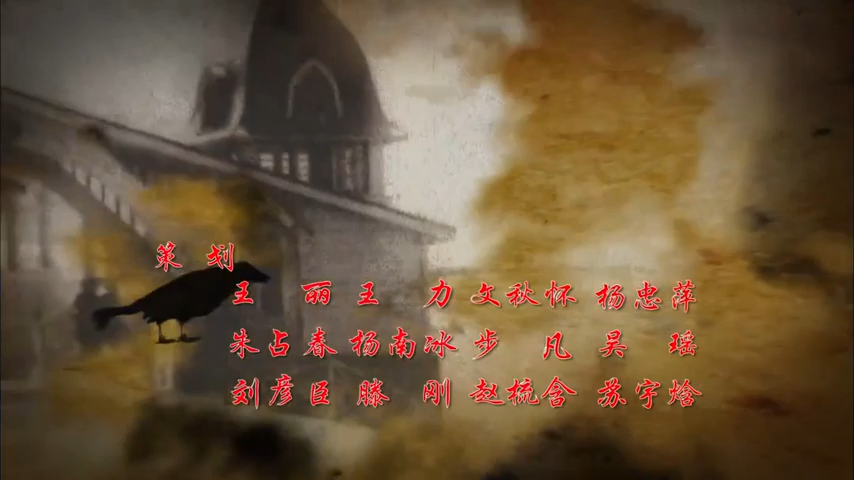 策 划
王 丽 王 力 文秋怀 杨忠萍
朱占春 杨南冰 步 凡 吴 瑶
刘彦臣 滕 刚 赵梳含 苏宇焓